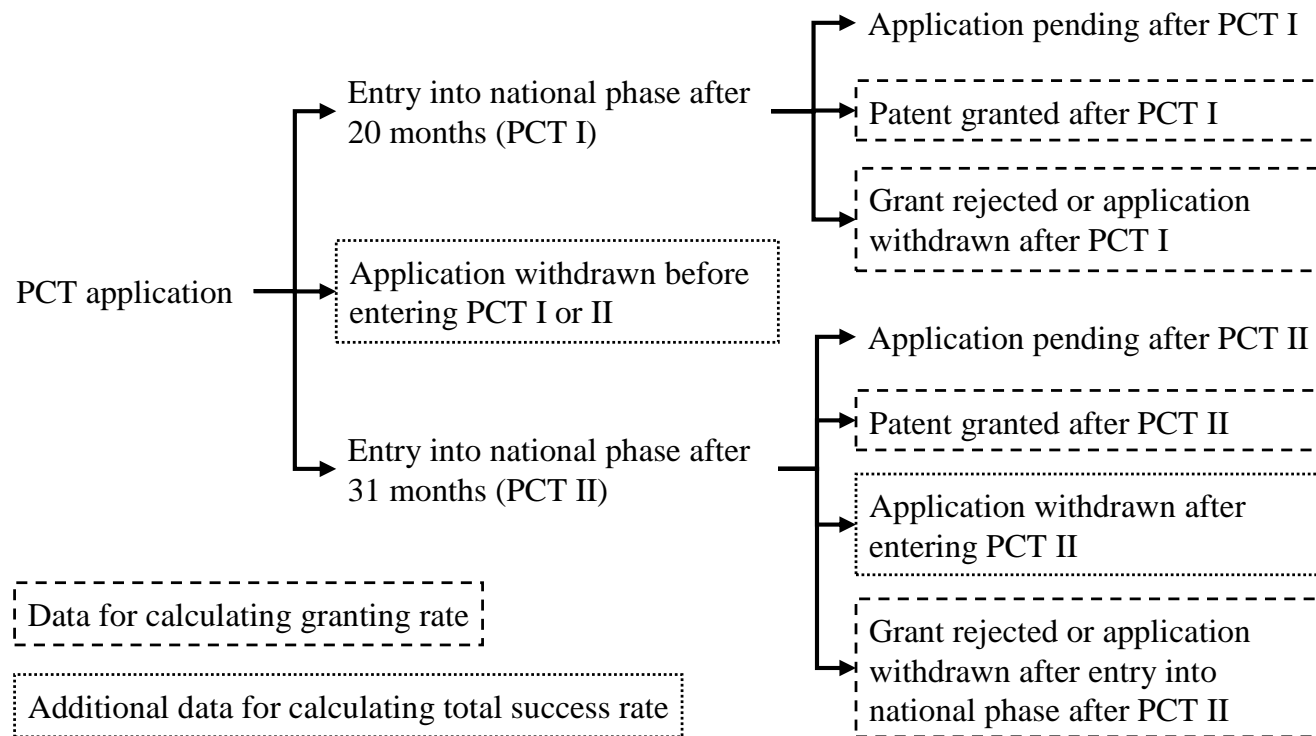 Application pending after PCT I
Entry into national phase after
20 months (PCT I)
Patent granted after PCT I
Grant rejected or application
withdrawn after PCT I
PCT application
Application withdrawn before
entering PCT I or II
Application pending after PCT II
Entry into national phase after
31 months (PCT II)
Patent granted after PCT II
Application withdrawn after
entering PCT II
Grant rejected or application
withdrawn after entry into
national phase after PCT II
Data for calculating granting rate
Additional data for calculating total success rate